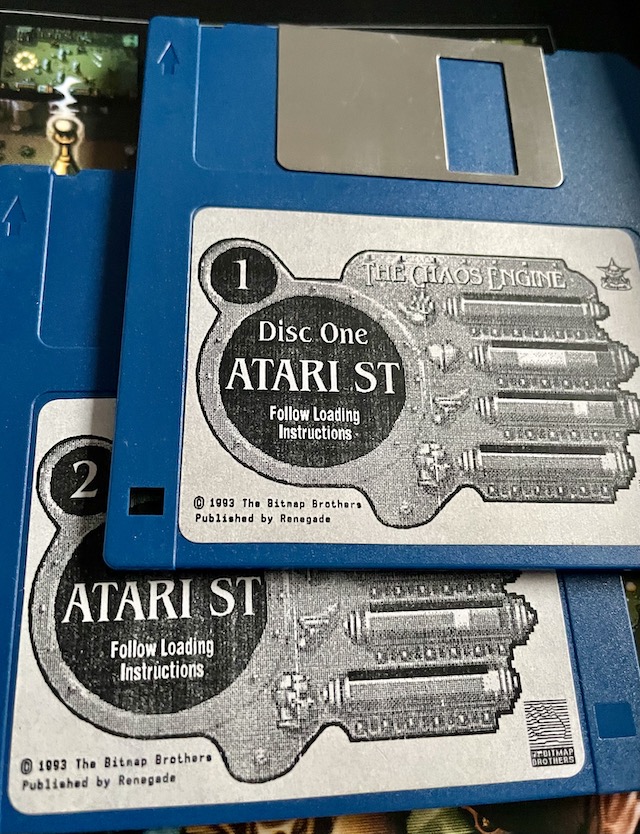 1
THE CHAOS ENGINE
Disc One
ATARI ST
Follow Loading
Instructions
© 1993 The Bitmap Brothers
Published by Renegade
2
ATARI ST
Follow Loading
Instructions
© 1993 The Bitmap Brothers
Published by Renegade
THE BITMAP
BROTHERS